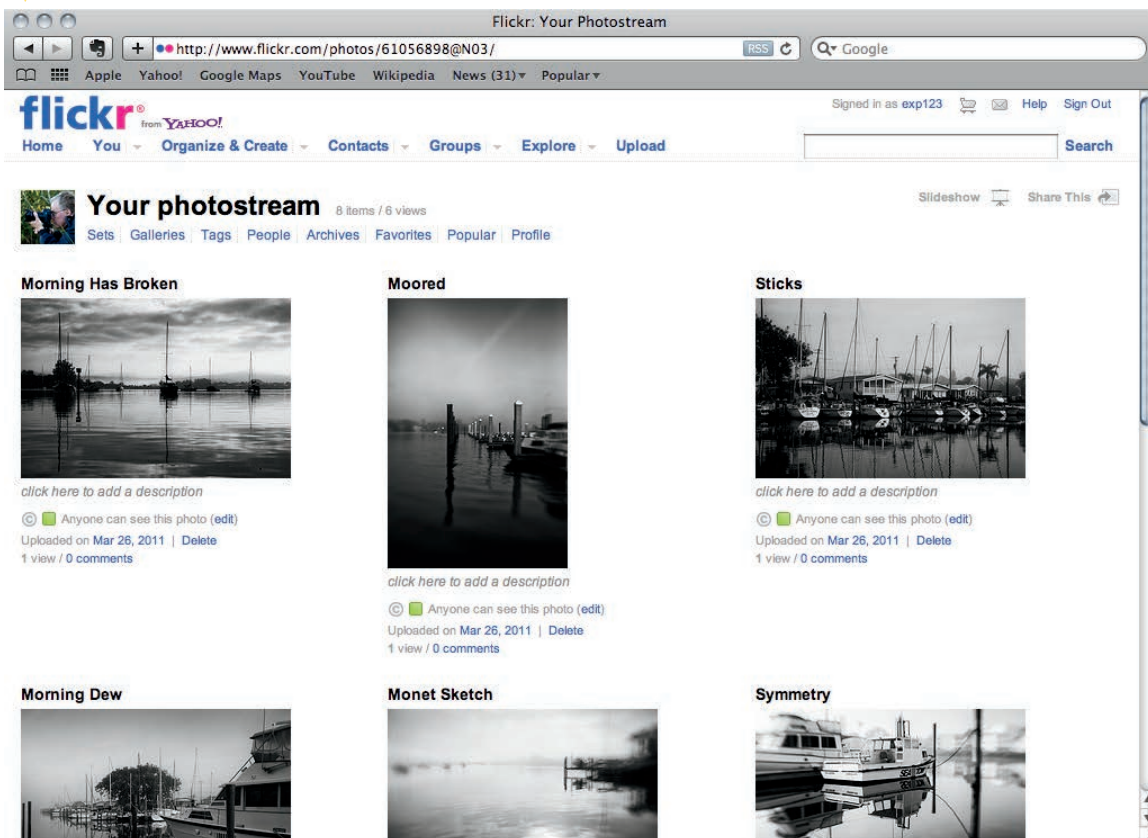 Flickr: Your Photostream
http://www.flickr.com/photos/61056898@N03/ RSS Google
Apple Yahoo! Google Maps YouTube Wikipedia News (31) Popular
flickr® from YAHOO!
Signed in as exp123 Help Sign Out
Home You Organize & Create Contacts Groups Explore Upload Search
Your photostream 8 items / 6 views
Slideshow Share This
Sets Galleries Tags People Archives Favorites Popular Profile
Morning Has Broken
click here to add a description
© Anyone can see this photo (edit)
Uploaded on Mar 26, 2011 | Delete
1 view / 0 comments
Moored
click here to add a description
© Anyone can see this photo (edit)
Uploaded on Mar 26, 2011 | Delete
1 view / 0 comments
Sticks
click here to add a description
© Anyone can see this photo (edit)
Uploaded on Mar 26, 2011 | Delete
1 view / 0 comments
Morning Dew
Monet Sketch
Symmetry